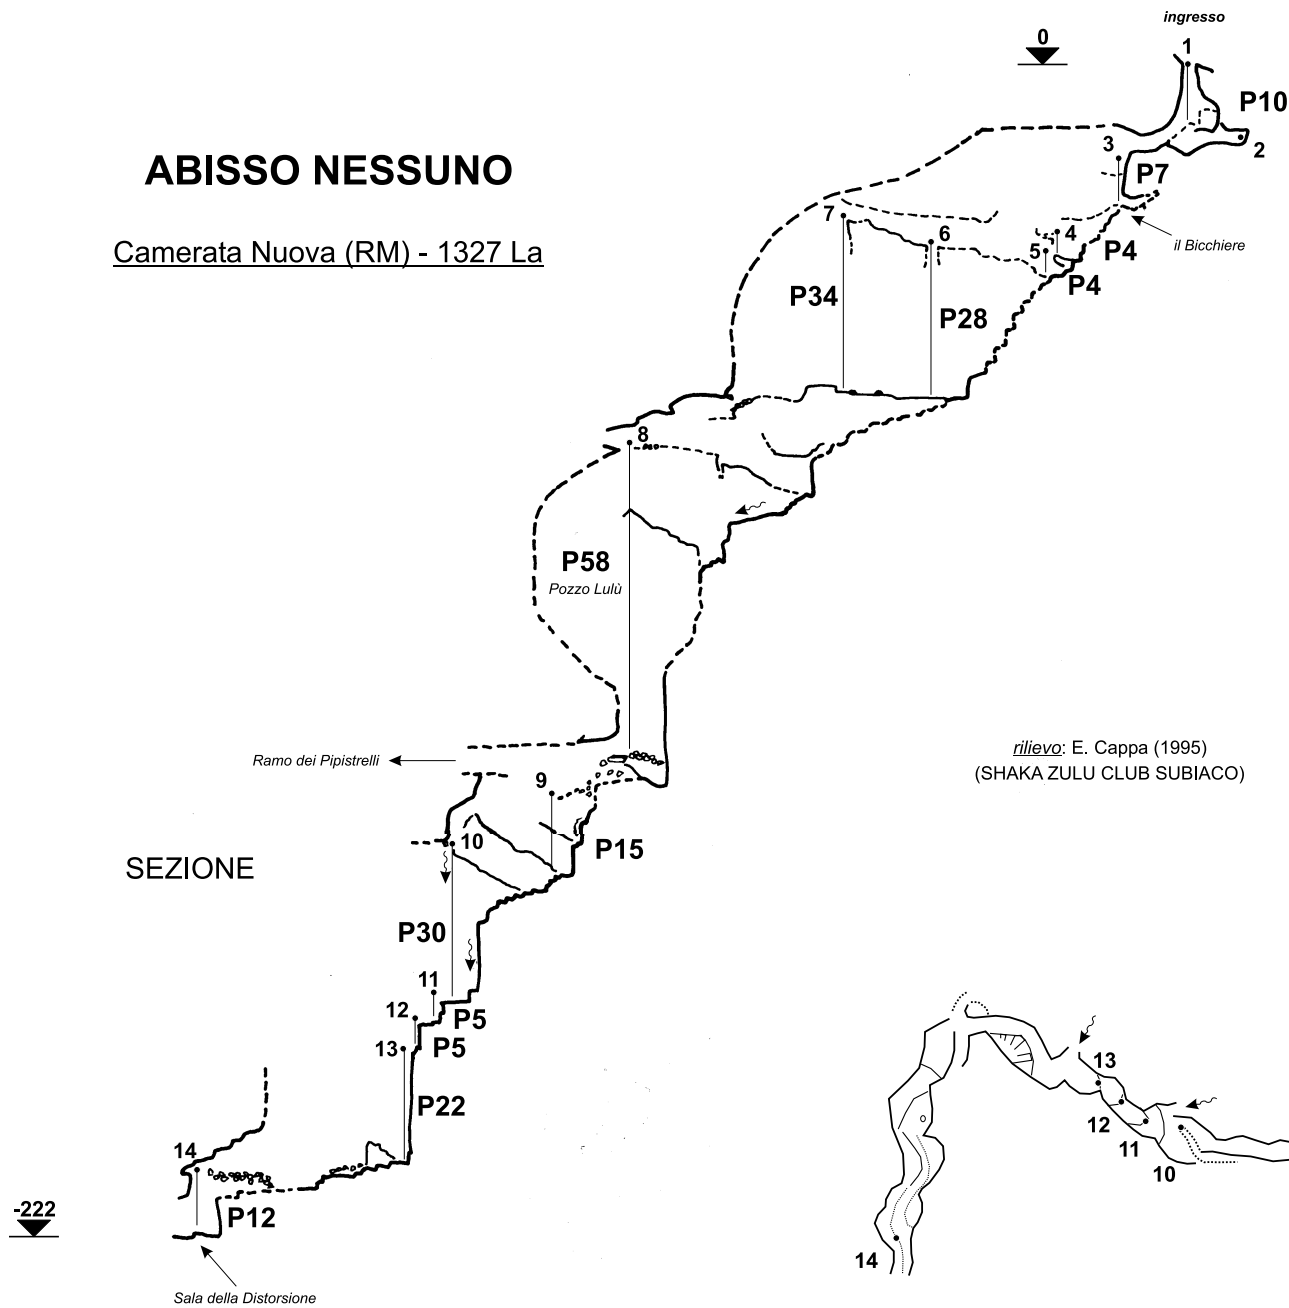 ingresso
0
1
P10
2
3
ABISSO NESSUNO
P7
7
6
4
il Bicchiere
Camerata Nuova (RM) - 1327 La
5
P4
P4
P34
P28
8
P58
Pozzo Lulù
rilievo: E. Cappa (1995)
(SHAKA ZULU CLUB SUBIACO)
Ramo dei Pipistrelli
9
10
P15
SEZIONE
P30
11
12
P5
13
P5
P22
13
12
11
10
14
-222
P12
14
Sala della Distorsione